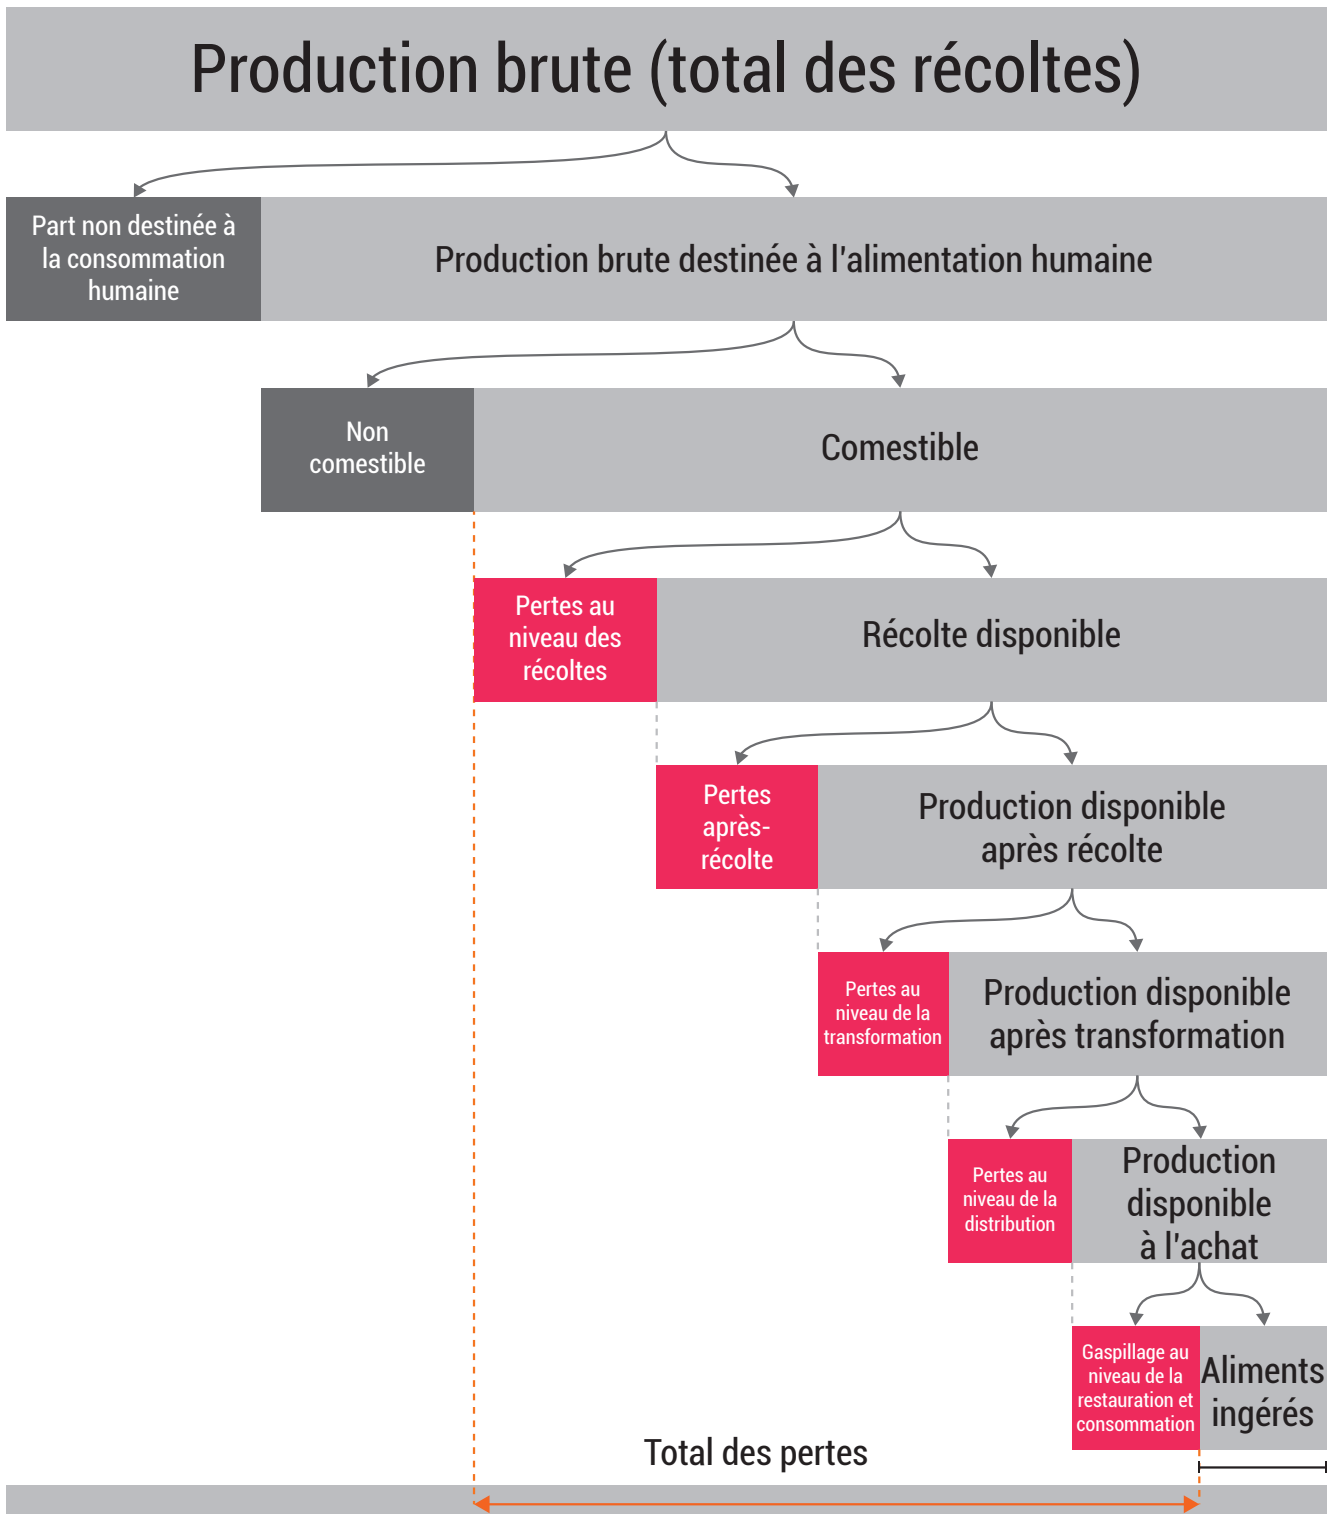 Production brute (total des récoltes)
Part non destinée à
la consommation
humaine
Production brute destinée à l'alimentation humaine
Non
comestible
Comestible
Pertes au
niveau des
récoltes
Récolte disponible
Pertes
après-
récolte
Production disponible
après récolte
Pertes au
niveau de la
transformation
Production disponible
après transformation
Pertes au
niveau de la
distribution
Production
disponible
à l'achat
Gaspillage au
niveau de la
restauration et
consommation
Aliments
ingérés
Total des pertes